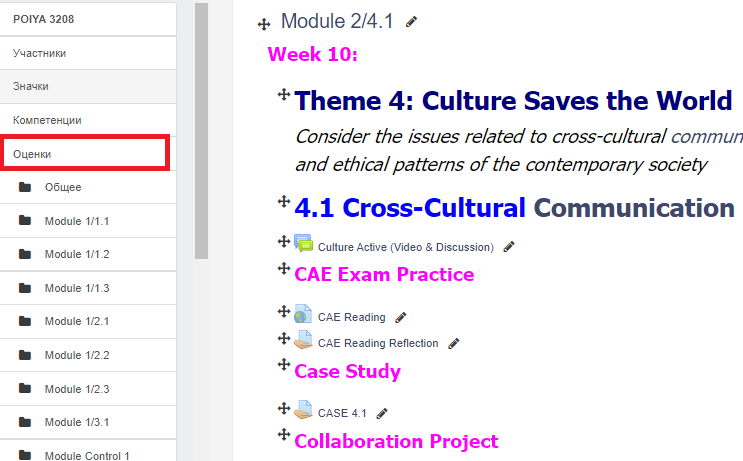 POIYA 3208
Участники
Значки
Компетенции
Оценки
Общее
Module 1/1.1
Module 1/1.2
Module 1/1.3
Module 1/2.1
Module 1/2.2
Module 1/2.3
Module 1/3.1
Module Control 1
Module 2/4.1
Week 10:
Theme 4: Culture Saves the World
Consider the issues related to cross-cultural commun
and ethical patterns of the contemporary society
4.1 Cross-Cultural Communication
Culture Active (Video & Discussion)
CAE Exam Practice
CAE Reading
CAE Reading Reflection
Case Study
CASE 4.1
Collaboration Project